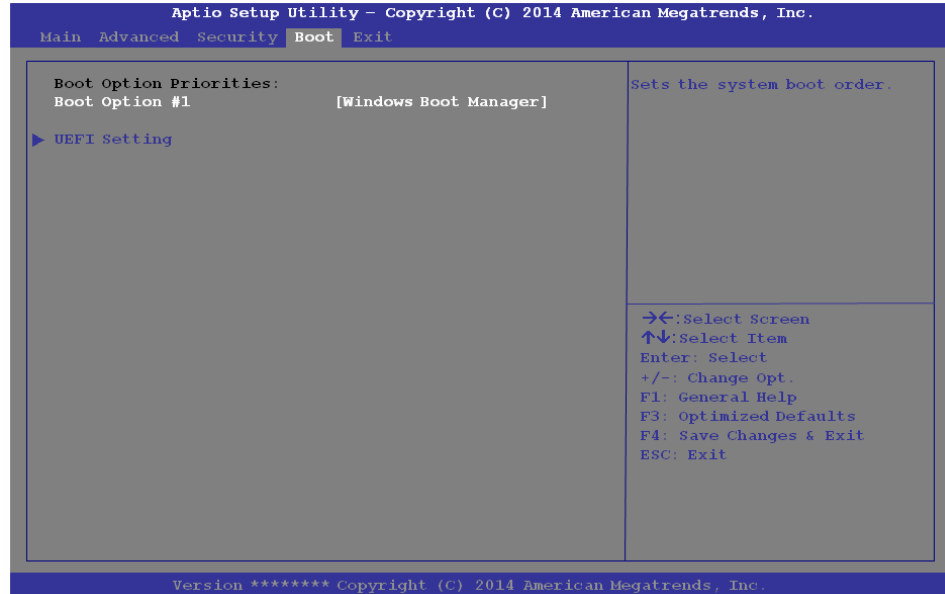 Aptio Setup Utility – Copyright (C) 2014 American Megatrends, Inc.
Main Advanced Security Boot Exit
Boot Option Priorities:
Boot Option #1 [Windows Boot Manager]
▶ UEFI Setting
Sets the system boot order.
→←:Select Screen
↑↓:Select Item
Enter: Select
+/-: Change Opt.
F1: General Help
F3: Optimized Defaults
F4: Save Changes & Exit
ESC: Exit
Version ******** Copyright (C) 2014 American Megatrends, Inc.